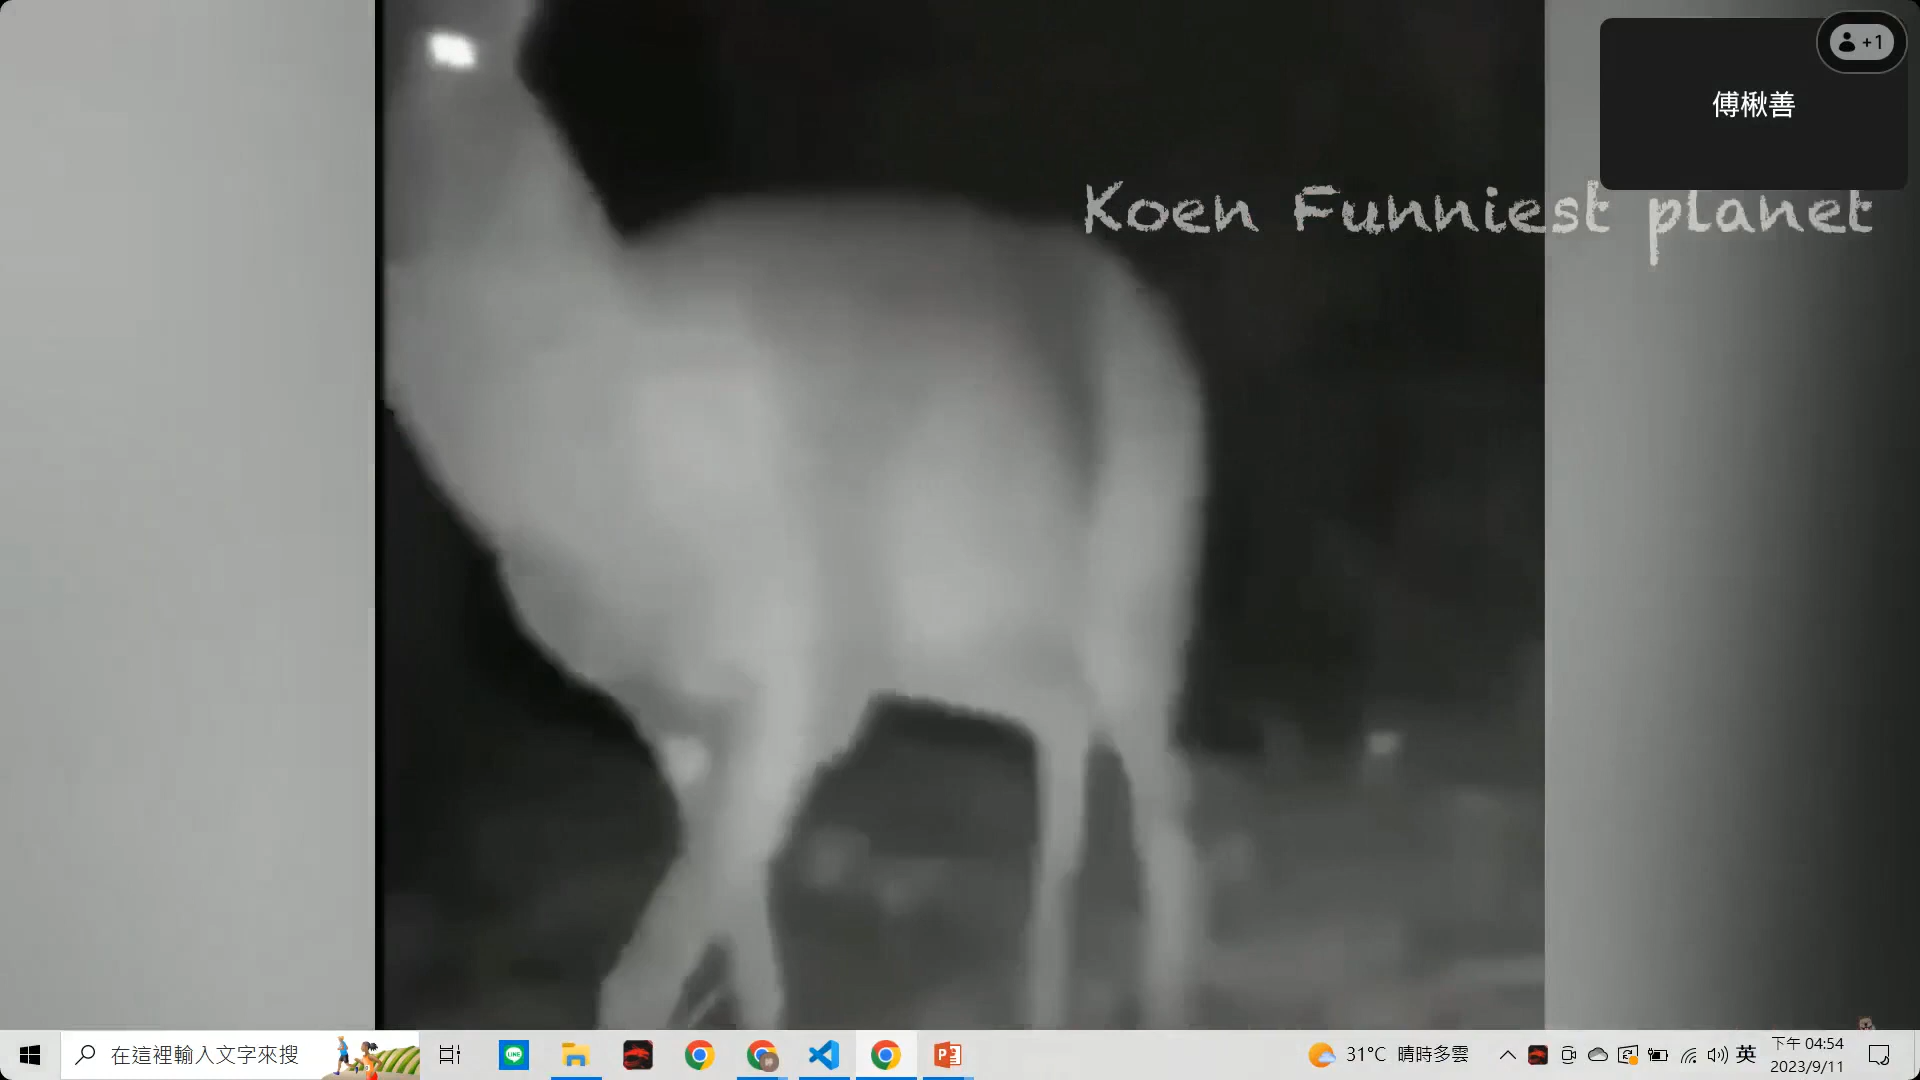 +1
傅楸善
Koen Funniest planet
在這裡輸入文字來搜
31°C 晴時多雲
英
下午 04:54
2023/9/11